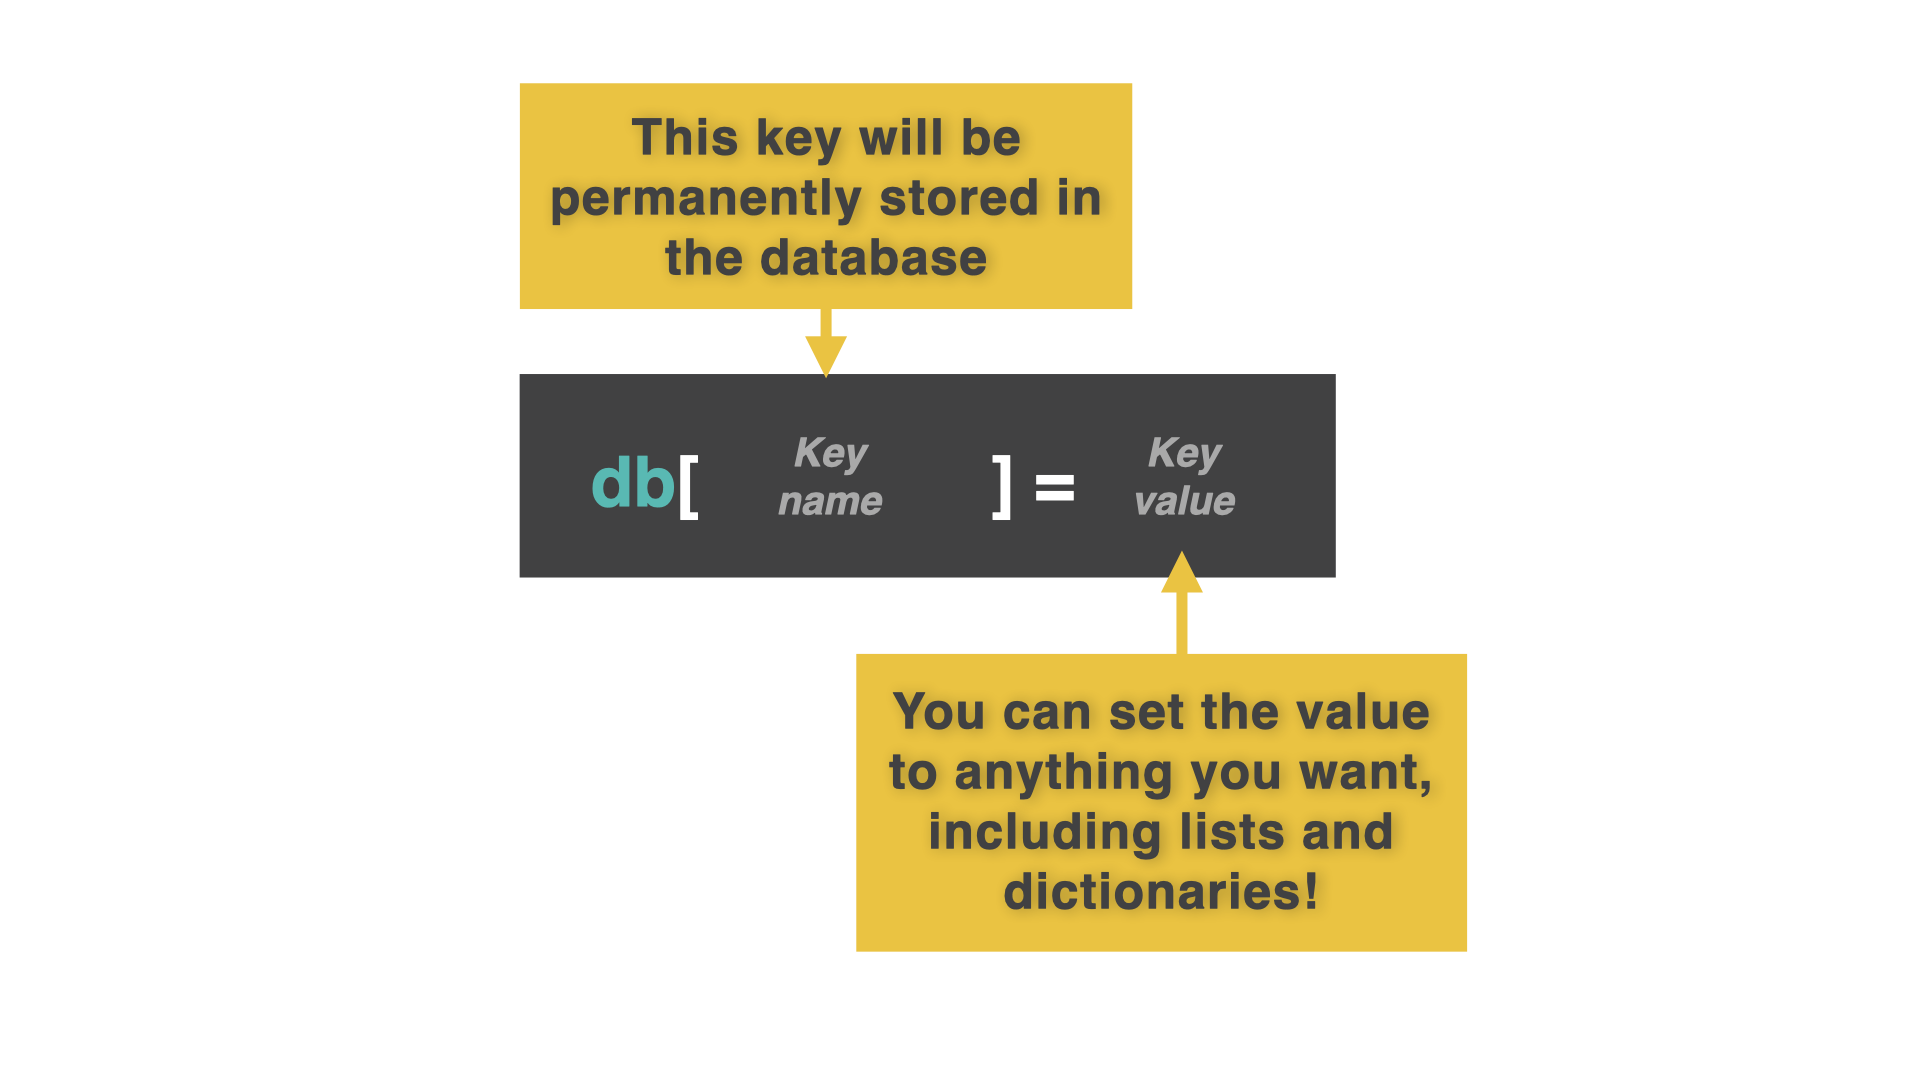 This key will be
permanently stored in
the database
db[ Key name ] = Key value
You can set the value
to anything you want,
including lists and
dictionaries!